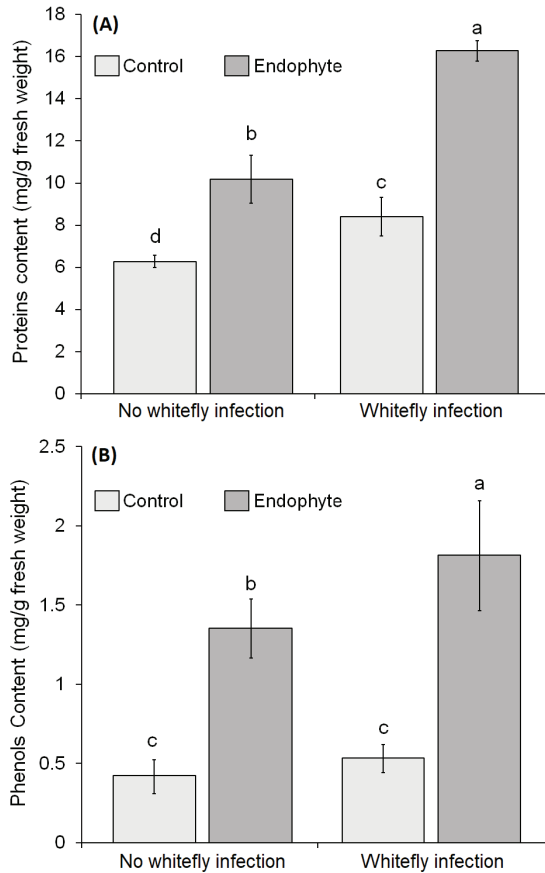 (A)
Proteins content (mg/g fresh weight)
18
16
14
12
10
8
6
4
2
0
Control Endophyte
d
b
c
a
No whitefly infection Whitefly infection
(B)
Phenols Content (mg/g fresh weight)
2.5
2
1.5
1
0.5
0
Control Endophyte
c
b
c
a
No whitefly infection Whitefly infection